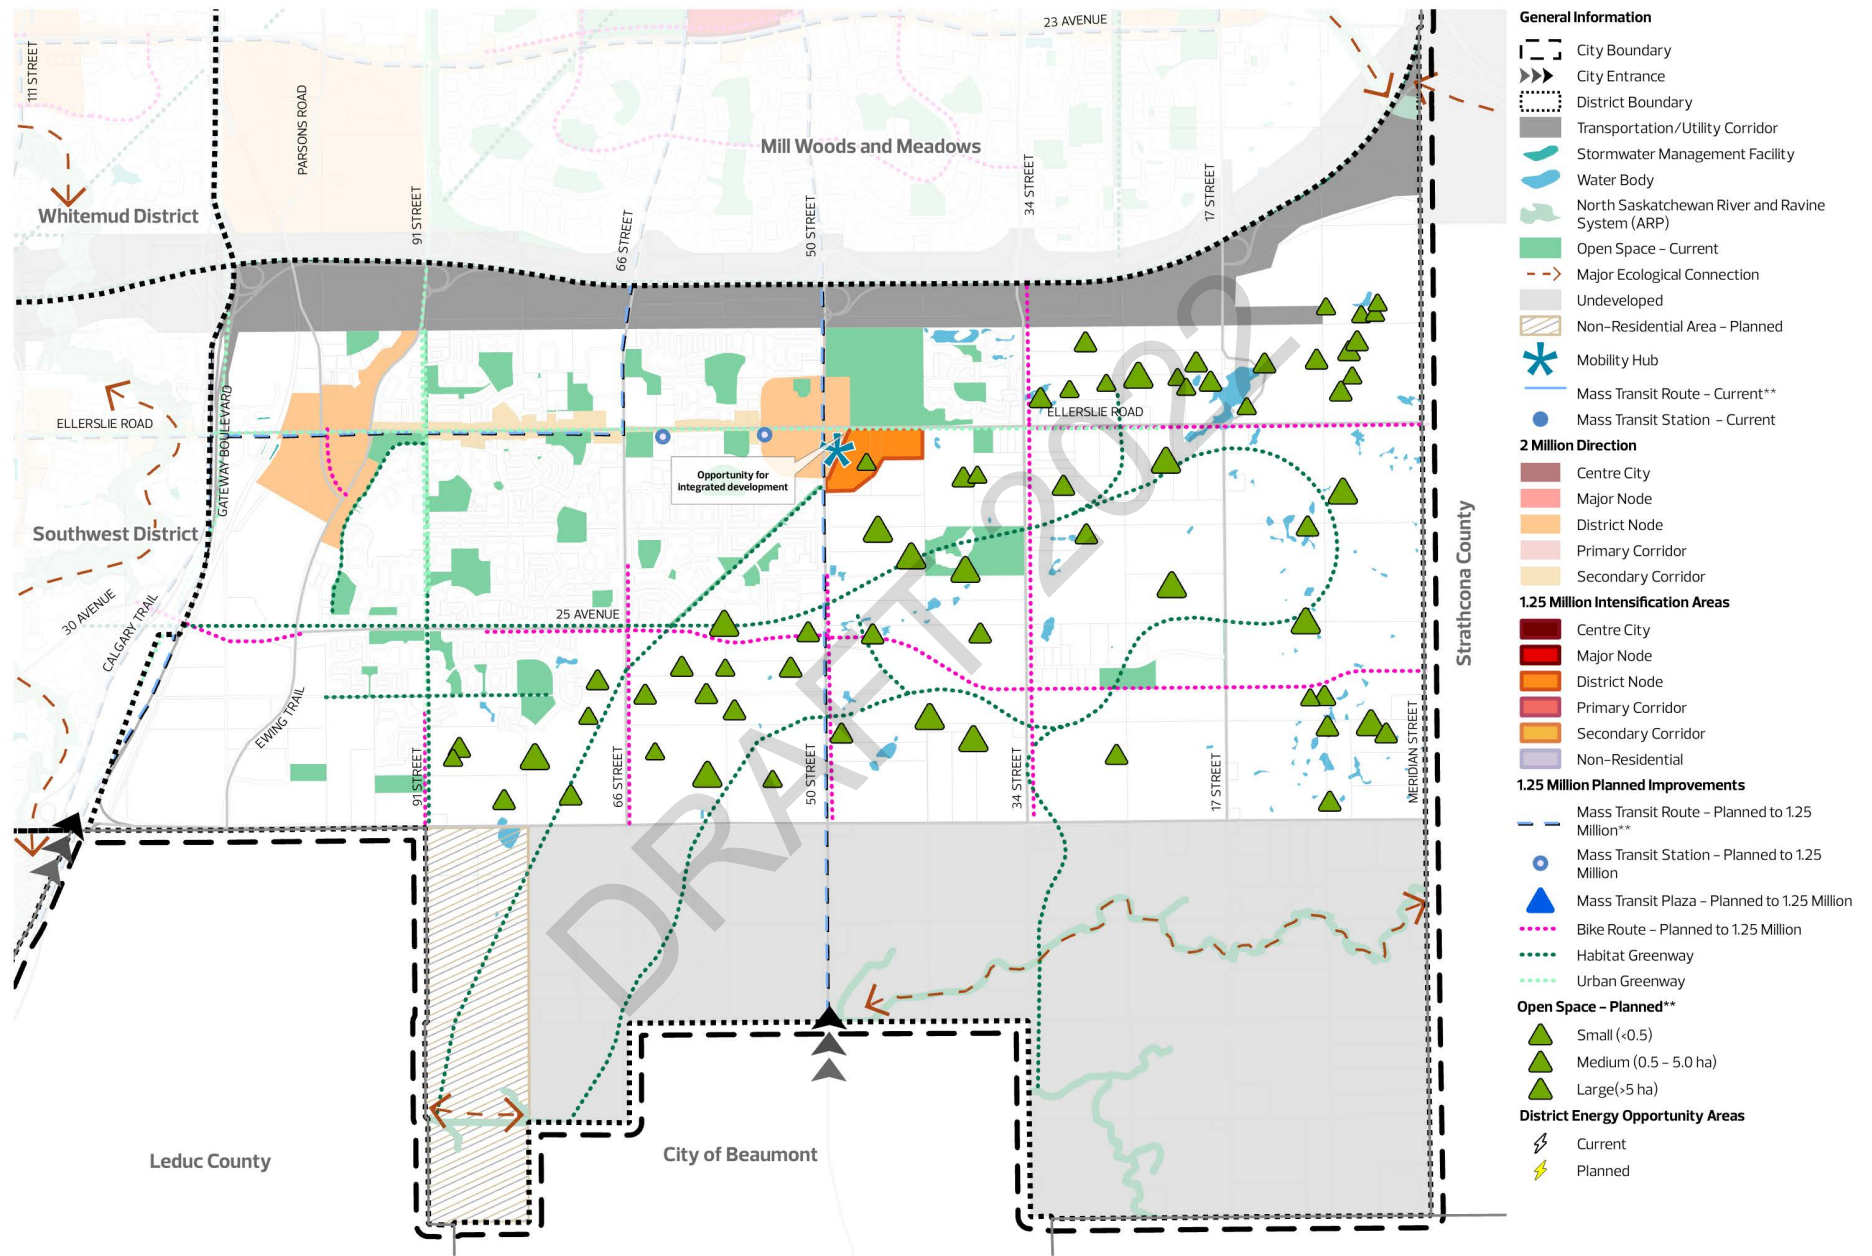 23 AVENUE
111 STREET
PARSONS ROAD
Mill Woods and Meadows
34 STREET
17 STREET
91 STREET
66 STREET
50 STREET
Whitemud District
ELLERSLIE ROAD
GATEWAY BOULEVARD
ELLERSLIE ROAD
Opportunity for
integrated development
Southwest District
Strathcona County
30 AVENUE
CALGARY TRAIL
25 AVENUE
EWING TRAIL
91 STREET
66 STREET
50 STREET
34 STREET
17 STREET
MERIDIAN STREET
DRAFT 2022
Leduc County
City of Beaumont
General Information
City Boundary
City Entrance
District Boundary
Transportation/Utility Corridor
Stormwater Management Facility
Water Body
North Saskatchewan River and Ravine
System (ARP)
Open Space – Current
Major Ecological Connection
Undeveloped
Non-Residential Area – Planned
Mobility Hub
Mass Transit Route – Current**
Mass Transit Station – Current
2 Million Direction
Centre City
Major Node
District Node
Primary Corridor
Secondary Corridor
1.25 Million Intensification Areas
Centre City
Major Node
District Node
Primary Corridor
Secondary Corridor
Non-Residential
1.25 Million Planned Improvements
Mass Transit Route – Planned to 1.25
Million**
Mass Transit Station – Planned to 1.25
Million
Mass Transit Plaza – Planned to 1.25 Million
Bike Route – Planned to 1.25 Million
Habitat Greenway
Urban Greenway
Open Space – Planned**
Small (<0.5)
Medium (0.5 – 5.0 ha)
Large(>5 ha)
District Energy Opportunity Areas
Current
Planned